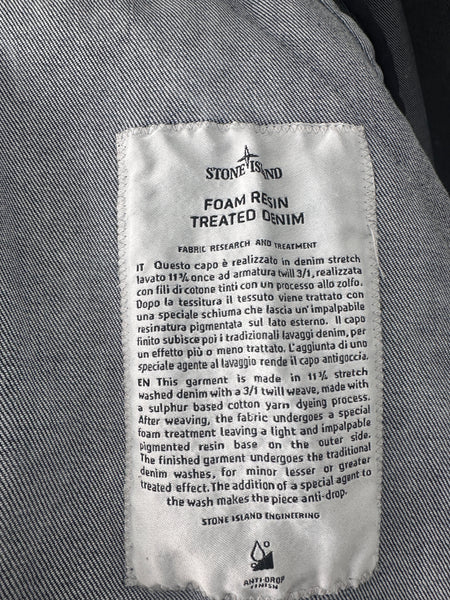 STONE ISLAND
FOAM RESIN
TREATED DENIM
FABRIC RESEARCH AND TREATMENT
IT Questo capo è realizzato in denim stretch
lavato 11 ¾ once ad armatura twill 3/1, realizzata
con fili di cotone tinti con un processo allo zolfo.
Dopo la tessitura il tessuto viene trattato con
una speciale schiuma che lascia un'impalpabile
resinatura pigmentata sul lato esterno. Il capo
finito subisce poi i tradizionali lavaggi denim, per
un effetto più o meno trattato. L'aggiunta di uno
speciale agente al lavaggio rende il capo antigoccia.
EN This garment is made in 11 ¾ stretch
washed denim with a 3/1 twill weave, made with
a sulphur based cotton yarn dyeing process.
After weaving, the fabric undergoes a special
foam treatment leaving a light and impalpable
pigmented resin base on the outer side.
The finished garment undergoes the traditional
denim washes, for minor lesser or greater
treated effect. The addition of a special agent to
the wash makes the piece anti-drop.
STONE ISLAND ENGINEERING
ANTI-DROP
FINISH